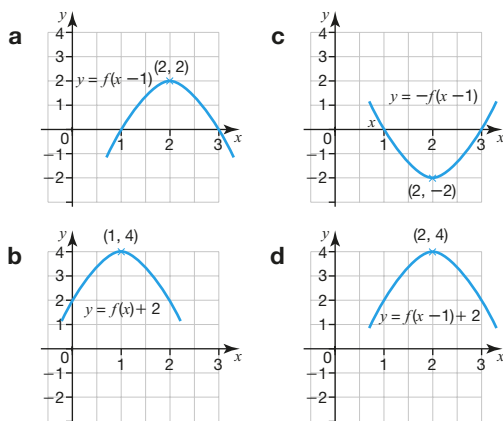 a
y
4
3
2
1
0
−1
−2
1
2
3
x
y = f(x − 1)
(2, 2)
c
y
4
3
2
1
0
−1
−2
x
1
2
3
x
y = −f(x − 1)
(2, −2)
b
y
4
3
2
1
0
−1
−2
1
2
3
x
(1, 4)
y = f(x) + 2
d
y
4
3
2
1
0
−1
−2
1
2
3
x
(2, 4)
y = f(x − 1) + 2